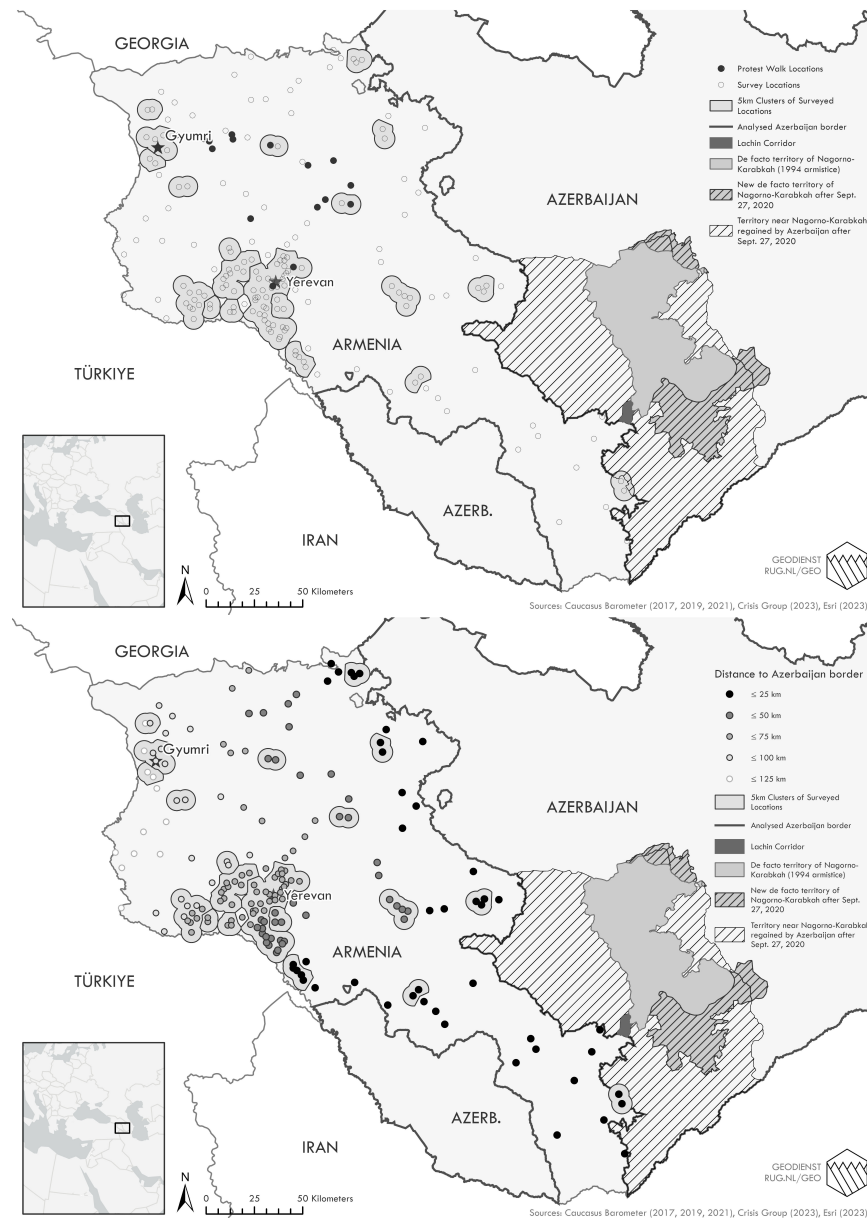 GEORGIA
Gyumri
AZERBAIJAN
Yerevan
ARMENIA
TÜRKIYE
AZERB.
IRAN
Protest Walk Locations
Survey Locations
5km Clusters of Surveyed
Locations
Analysed Azerbaijan border
Lachin Corridor
De facto territory of Nagorno-
Karabkah (1994 armistice)
New de facto territory of
Nagorno-Karabkah after Sept.
27, 2020
Territory near Nagorno-Karabkah
regained by Azerbaijan after
Sept. 27, 2020
N
0 25 50 Kilometers
GEODIENST
RUG.NL/GEO
Sources: Caucasus Barometer (2017, 2019, 2021), Crisis Group (2023), Esri (2023)
GEORGIA
Gyumri
AZERBAIJAN
Yerevan
ARMENIA
TÜRKIYE
AZERB.
IRAN
Distance to Azerbaijan border
≤ 25 km
≤ 50 km
≤ 75 km
≤ 100 km
≤ 125 km
5km Clusters of Surveyed
Locations
Analysed Azerbaijan border
Lachin Corridor
De facto territory of Nagorno-
Karabkah (1994 armistice)
New de facto territory of
Nagorno-Karabkah after Sept.
27, 2020
Territory near Nagorno-Karabkah
regained by Azerbaijan after
Sept. 27, 2020
N
0 25 50 Kilometers
GEODIENST
RUG.NL/GEO
Sources: Caucasus Barometer (2017, 2019, 2021), Crisis Group (2023), Esri (2023)